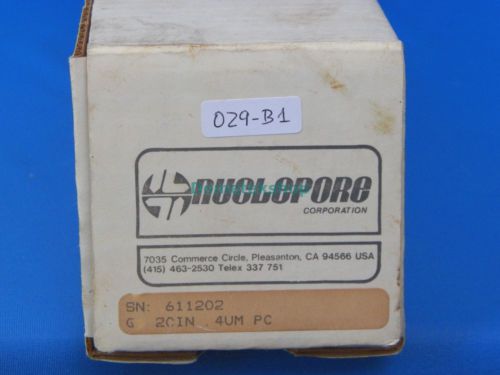 029-B1
NUCLEPORE
CORPORATION
7035 Commerce Circle, Pleasanton, CA 94566 USA
(415) 463-2530 Telex 337 751
SN: 611202
G 20IN .4UM PC